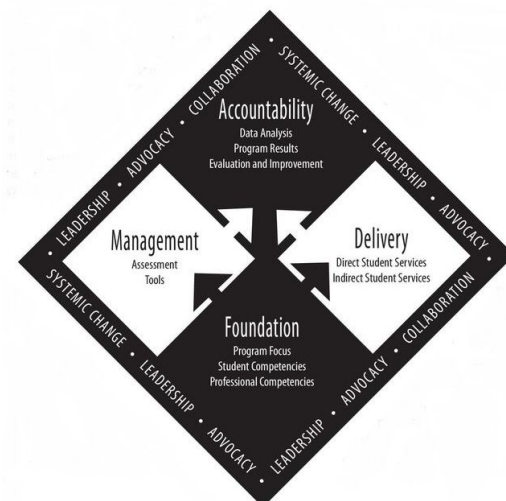 • LEADERSHIP • ADVOCACY • COLLABORATION •
SYSTEMIC CHANGE • LEADERSHIP • ADVOCACY •
Accountability
Data Analysis
Program Results
Evaluation and Improvement
Management
Assessment
Tools
Delivery
Direct Student Services
Indirect Student Services
Foundation
Program Focus
Student Competencies
Professional Competencies
SYSTEMIC CHANGE • LEADERSHIP • ADVOCACY •
• LEADERSHIP • ADVOCACY • COLLABORATION